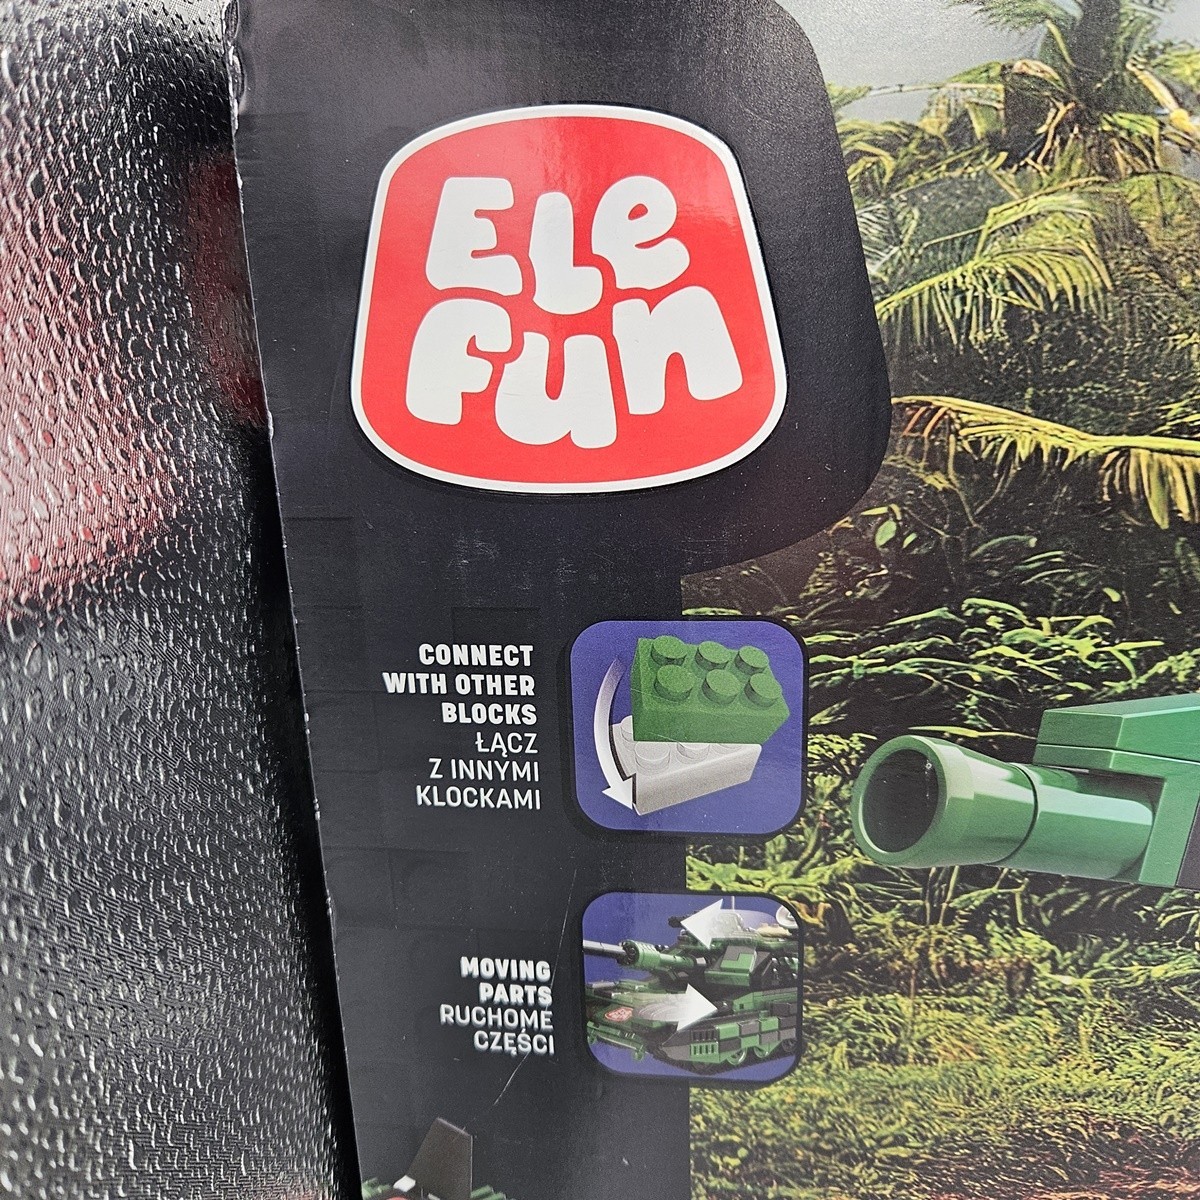 ELe
fun
CONNECT
WITH OTHER
BLOCKS
ŁĄCZ
Z INNYMI
KLOCKAMI
MOVING
PARTS
RUCHOME
CZĘŚCI